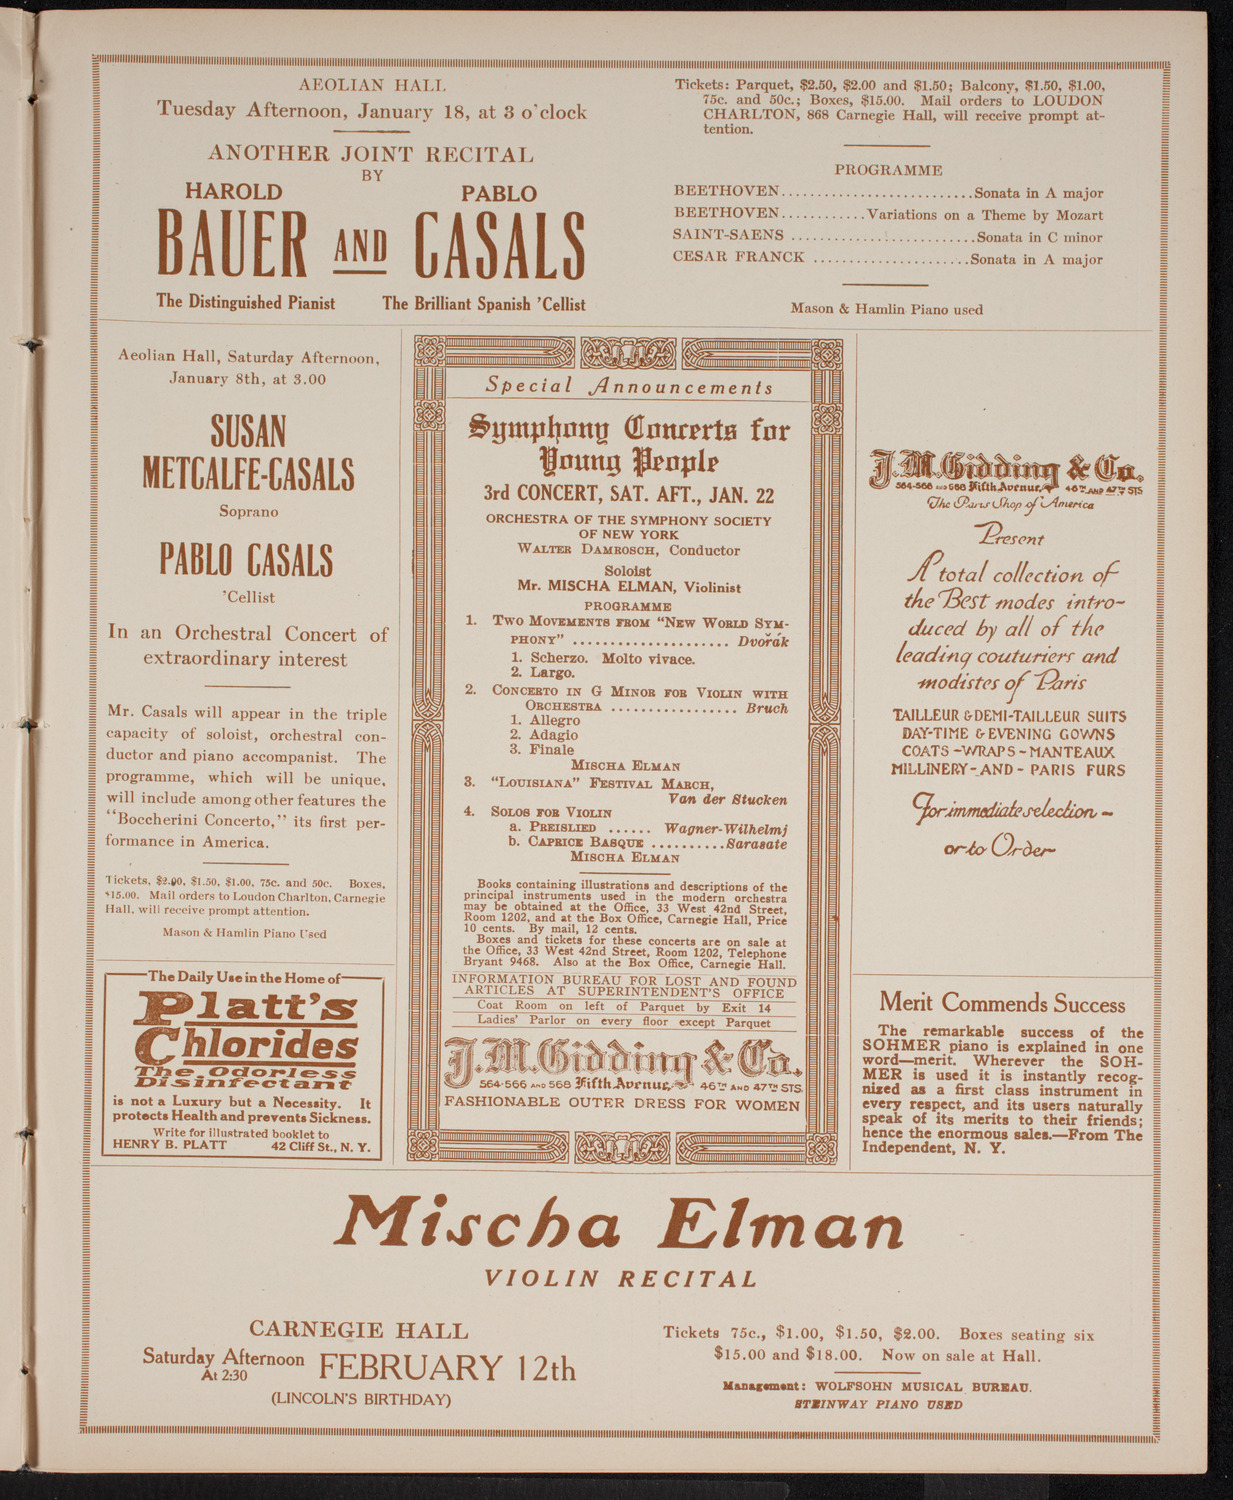 AEOLIAN HALL
Tuesday Afternoon, January 18, at 3 o'clock
ANOTHER JOINT RECITAL
BY
HAROLD PABLO
BAUER AND CASALS
The Distinguished Pianist The Brilliant Spanish 'Cellist
Tickets: Parquet, $2.50, $2.00 and $1.50; Balcony, $1.50, $1.00,
75c. and 50c.; Boxes, $15.00. Mail orders to LOUDON
CHARLTON, 868 Carnegie Hall, will receive prompt at-
tention.
PROGRAMME
BEETHOVEN..........................Sonata in A major
BEETHOVEN............Variations on a Theme by Mozart
SAINT-SAENS .........................Sonata in C minor
CESAR FRANCK ......................Sonata in A major
Mason & Hamlin Piano used
Aeolian Hall, Saturday Afternoon,
January 8th, at 3.00
SUSAN
METCALFE-CASALS
Soprano
PABLO CASALS
'Cellist
In an Orchestral Concert of
extraordinary interest
Mr. Casals will appear in the triple
capacity of soloist, orchestral con-
ductor and piano accompanist. The
programme, which will be unique,
will include among other features the
"Boccherini Concerto," its first per-
formance in America.
Tickets, $2.00, $1.50, $1.00, 75c. and 50c. Boxes,
$15.00. Mail orders to Loudon Charlton, Carnegie
Hall, will receive prompt attention.
Mason & Hamlin Piano Used
The Daily Use in the Home of
Platt's
Chlorides
The Odorless
Disinfectant
is not a Luxury but a Necessity. It
protects Health and prevents Sickness.
Write for illustrated booklet to
HENRY B. PLATT 42 Cliff St., N. Y.
Special Announcements
Symphony Concerts for
Young People
3rd CONCERT, SAT. AFT., JAN. 22
ORCHESTRA OF THE SYMPHONY SOCIETY
OF NEW YORK
WALTER DAMROSCH, Conductor
Soloist
Mr. MISCHA ELMAN, Violinist
PROGRAMME
1. TWO MOVEMENTS FROM "NEW WORLD SYM-
PHONY" ...................... Dvořák
1. Scherzo. Molto vivace.
2. Largo.
2. CONCERTO IN G MINOR FOR VIOLIN WITH
ORCHESTRA ................. Bruch
1. Allegro
2. Adagio
3. Finale
MISCHA ELMAN
3. "LOUISIANA" FESTIVAL MARCH,
Van der Stucken
4. SOLOS FOR VIOLIN
a. PREISLIED ...... Wagner-Wilhelmj
b. CAPRICE BASQUE ..........Sarasate
MISCHA ELMAN
Books containing illustrations and descriptions of the
principal instruments used in the modern orchestra
may be obtained at the Office, 33 West 42nd Street,
Room 1202, and at the Box Office, Carnegie Hall, Price
10 cents. By mail, 12 cents.
Boxes and tickets for these concerts are on sale at
the Office, 33 West 42nd Street, Room 1202, Telephone
Bryant 9468. Also at the Box Office, Carnegie Hall.
INFORMATION BUREAU FOR LOST AND FOUND
ARTICLES AT SUPERINTENDENT'S OFFICE
Coat Room on left of Parquet by Exit 14
Ladies' Parlor on every floor except Parquet
J.M. Gidding & Co.
564-566 AND 568 Fifth Avenue, 46TH AND 47TH STS.
FASHIONABLE OUTER DRESS FOR WOMEN
J.M. Gidding & Co.
564-566 AND 568 Fifth Avenue, 46TH AND 47TH STS
The Paris Shop of America
Present
A total collection of
the Best modes intro-
duced by all of the
leading couturiers and
modistes of Paris
TAILLEUR & DEMI-TAILLEUR SUITS
DAY-TIME & EVENING GOWNS
COATS - WRAPS - MANTEAUX
MILLINERY - AND - PARIS FURS
For immediate selection -
or to Order
Merit Commends Success
The remarkable success of the
SOHMER piano is explained in one
word—merit. Wherever the SOH-
MER is used it is instantly recog-
nized as a first class instrument in
every respect, and its users naturally
speak of its merits to their friends;
hence the enormous sales.—From The
Independent, N. Y.
Mischa Elman
VIOLIN RECITAL
CARNEGIE HALL
Saturday Afternoon
At 2:30 FEBRUARY 12th
(LINCOLN'S BIRTHDAY)
Tickets 75c., $1.00, $1.50, $2.00. Boxes seating six
$15.00 and $18.00. Now on sale at Hall.
Management: WOLFSOHN MUSICAL BUREAU.
STEINWAY PIANO USED